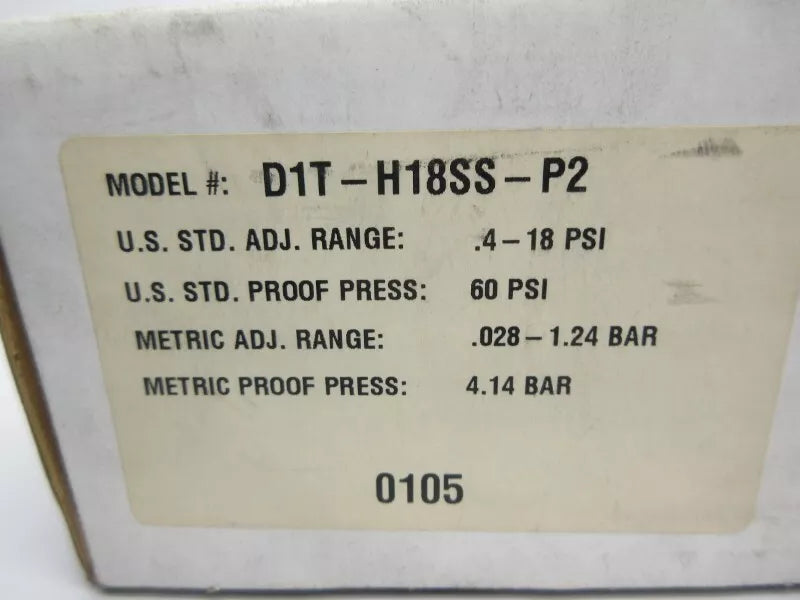 MODEL #: D1T-H18SS-P2
U.S. STD. ADJ. RANGE: .4-18 PSI
U.S. STD. PROOF PRESS: 60 PSI
METRIC ADJ. RANGE: .028-1.24 BAR
METRIC PROOF PRESS: 4.14 BAR
0105